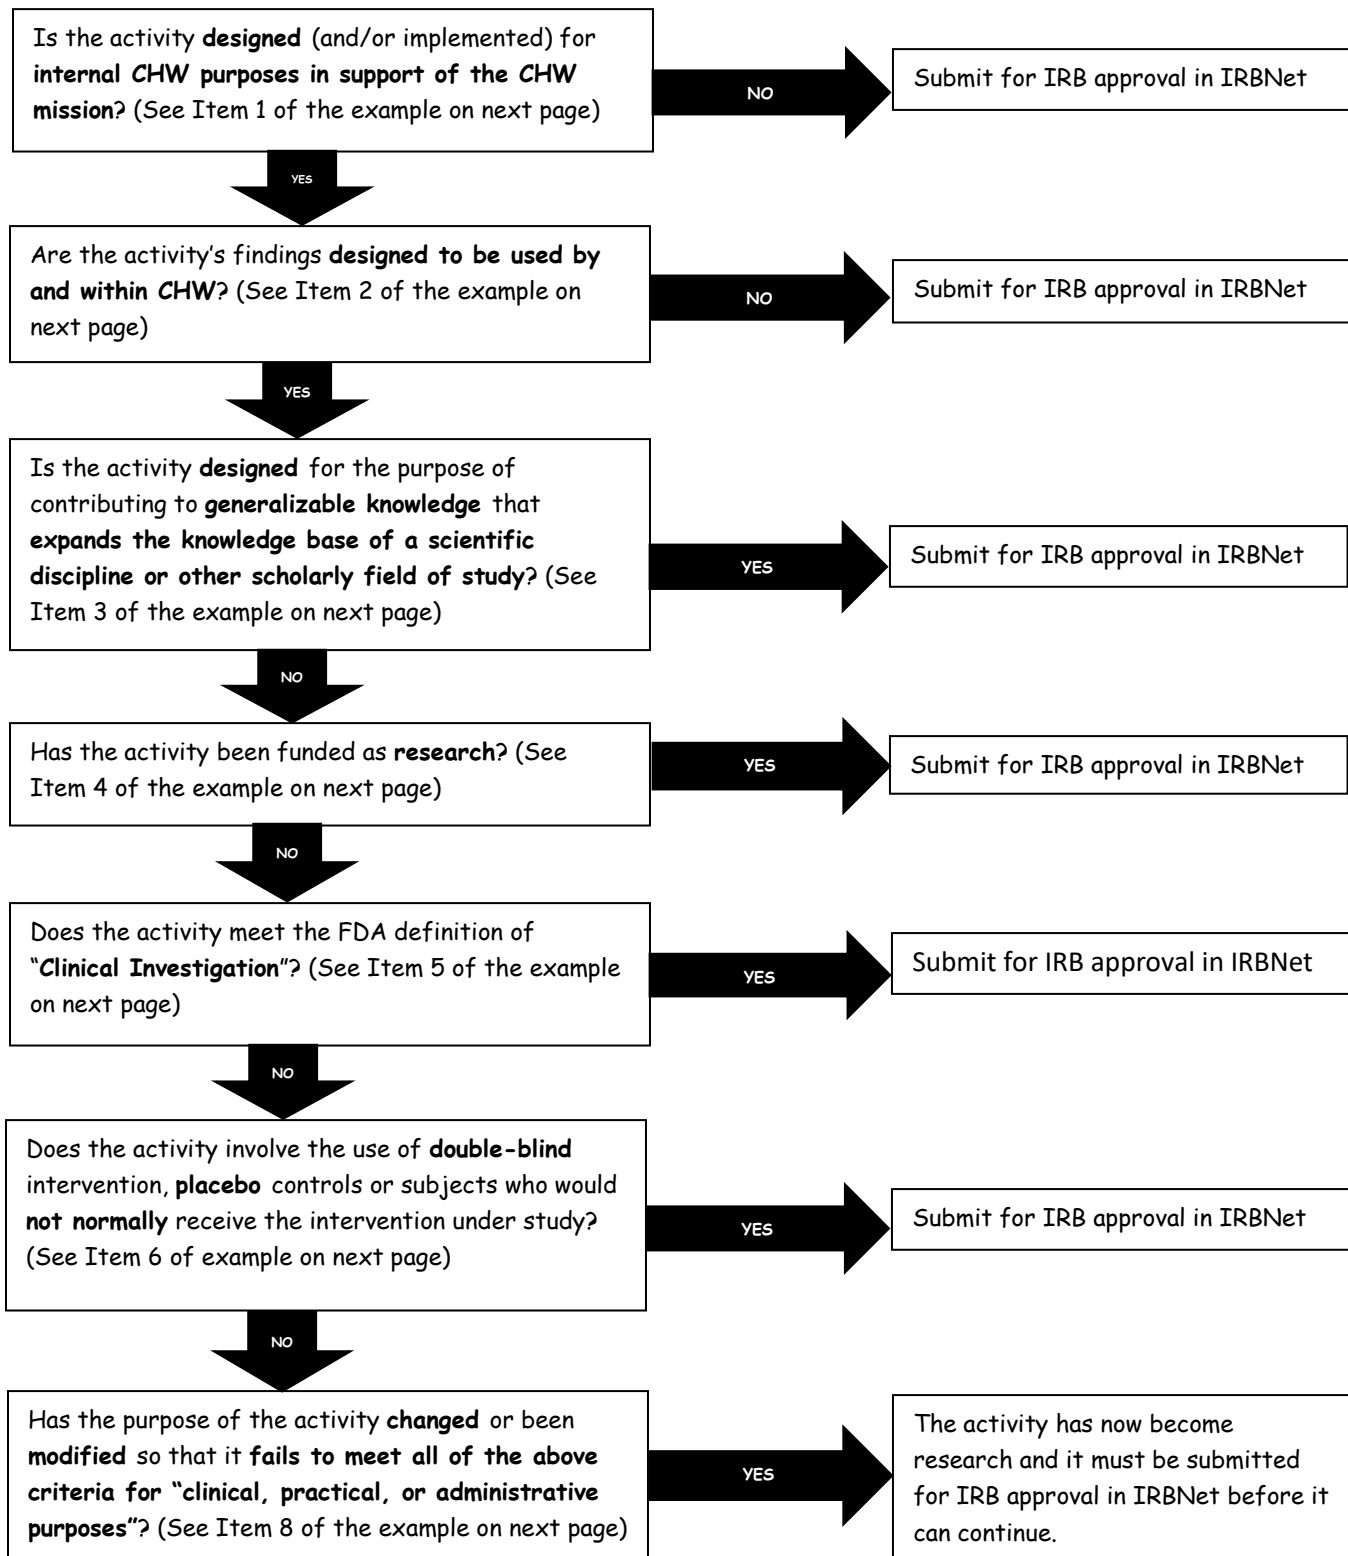 Is the activity designed (and/or implemented) for
internal CHW purposes in support of the CHW
mission? (See Item 1 of the example on next page)
NO
Submit for IRB approval in IRBNet
YES
Are the activity’s findings designed to be used by
and within CHW? (See Item 2 of the example on
next page)
NO
Submit for IRB approval in IRBNet
YES
Is the activity designed for the purpose of
contributing to generalizable knowledge that
expands the knowledge base of a scientific
discipline or other scholarly field of study? (See
Item 3 of the example on next page)
YES
Submit for IRB approval in IRBNet
NO
Has the activity been funded as research? (See
Item 4 of the example on next page)
YES
Submit for IRB approval in IRBNet
NO
Does the activity meet the FDA definition of
“Clinical Investigation”? (See Item 5 of the example
on next page)
YES
Submit for IRB approval in IRBNet
NO
Does the activity involve the use of double-blind
intervention, placebo controls or subjects who would
not normally receive the intervention under study?
(See Item 6 of example on next page)
YES
Submit for IRB approval in IRBNet
NO
Has the purpose of the activity changed or been
modified so that it fails to meet all of the above
criteria for “clinical, practical, or administrative
purposes”? (See Item 8 of the example on next page)
YES
The activity has now become
research and it must be submitted
for IRB approval in IRBNet before it
can continue.